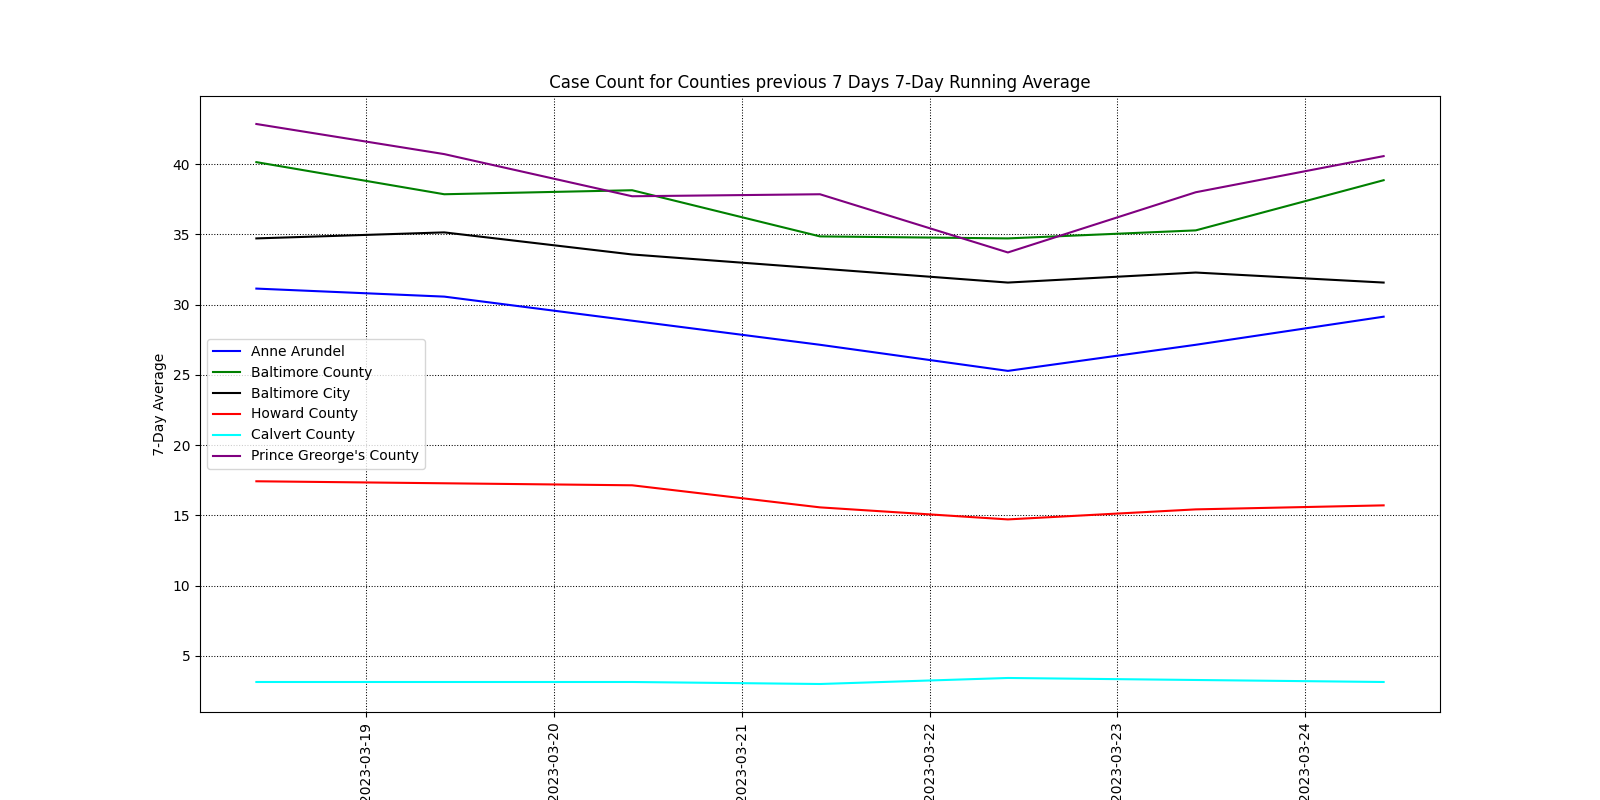 Case Count for Counties previous 7 Days 7-Day Running Average
7-Day Average
40
35
30
25
20
15
10
5
Anne Arundel
Baltimore County
Baltimore City
Howard County
Calvert County
Prince Greorge's County
2023-03-19
2023-03-20
2023-03-21
2023-03-22
2023-03-23
2023-03-24